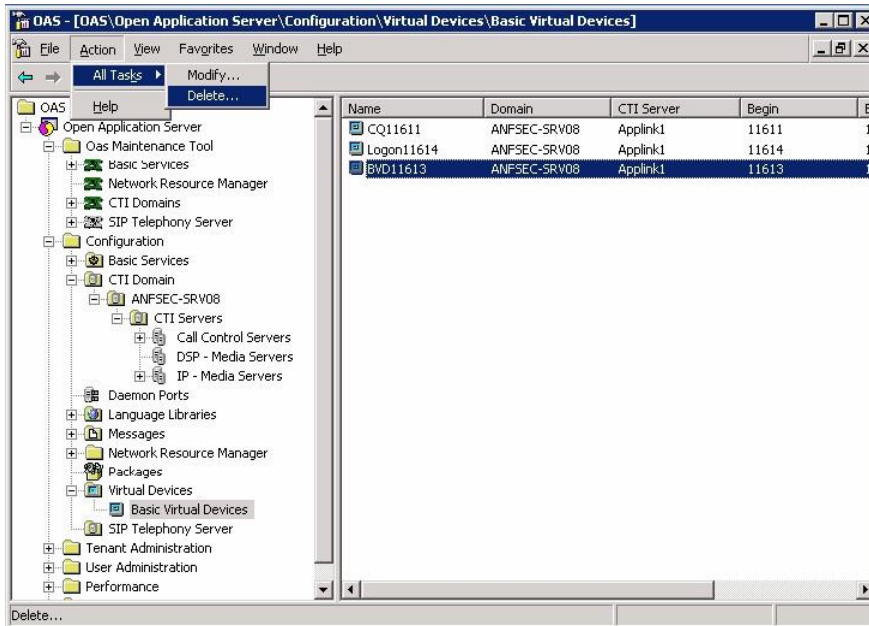 OAS - [OAS\Open Application Server\Configuration\Virtual Devices\Basic Virtual Devices]
File Action View Favorites Window Help
All Tasks Modify...
Help Delete...
OAS
Open Application Server
Oas Maintenance Tool
Basic Services
Network Resource Manager
CTI Domains
SIP Telephony Server
Configuration
Basic Services
CTI Domain
ANFSEC-SRV08
CTI Servers
Call Control Servers
DSP - Media Servers
IP - Media Servers
Daemon Ports
Language Libraries
Messages
Network Resource Manager
Packages
Virtual Devices
Basic Virtual Devices
SIP Telephony Server
Tenant Administration
User Administration
Performance
Name Domain CTI Server Begin E
CQ11611 ANFSEC-SRV08 Applink1 11611 1
Logon11614 ANFSEC-SRV08 Applink1 11614 1
BVD11613 ANFSEC-SRV08 Applink1 11613 1
Delete...